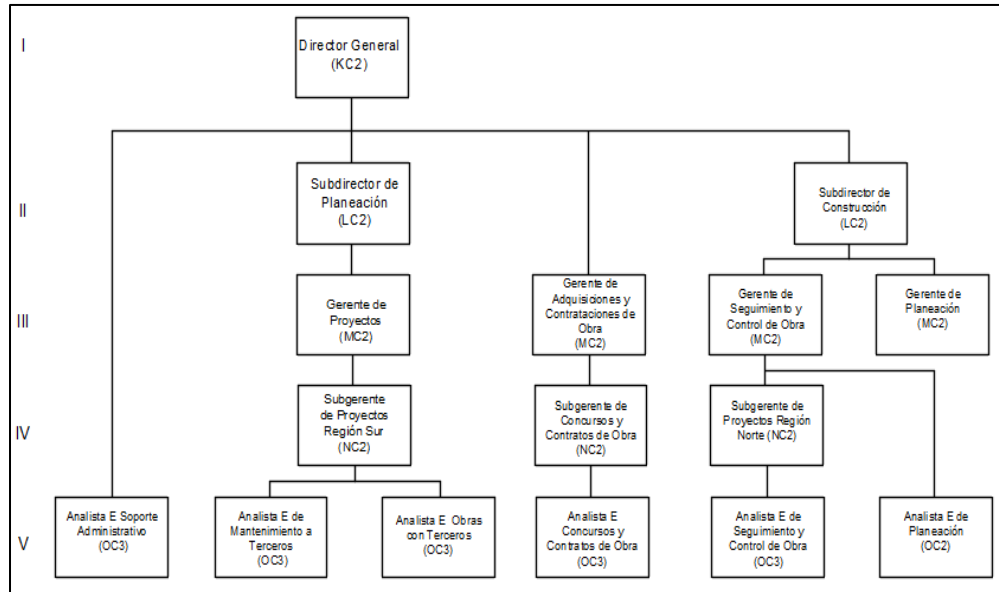 I
Director General
(KC2)
II
Subdirector de
Planeación
(LC2)
Subdirector de
Construcción
(LC2)
III
Gerente de
Proyectos
(MC2)
Gerente de
Adquisiciones y
Contrataciones de
Obra
(MC2)
Gerente de
Seguimiento y
Control de Obra
(MC2)
Gerente de
Planeación
(MC2)
IV
Subgerente
de Proyectos
Región Sur
(NC2)
Subgerente de
Concursos y
Contratos de Obra
(NC2)
Subgerente de
Proyectos Región
Norte (NC2)
V
Analista E Soporte
Administrativo
(OC3)
Analista E de
Mantenimiento a
Terceros
(OC3)
Analista E Obras
con Terceros
(OC3)
Analista E
Concursos y
Contratos de Obra
(OC3)
Analista E de
Seguimiento y
Control de Obra
(OC3)
Analista E de
Planeación
(OC2)